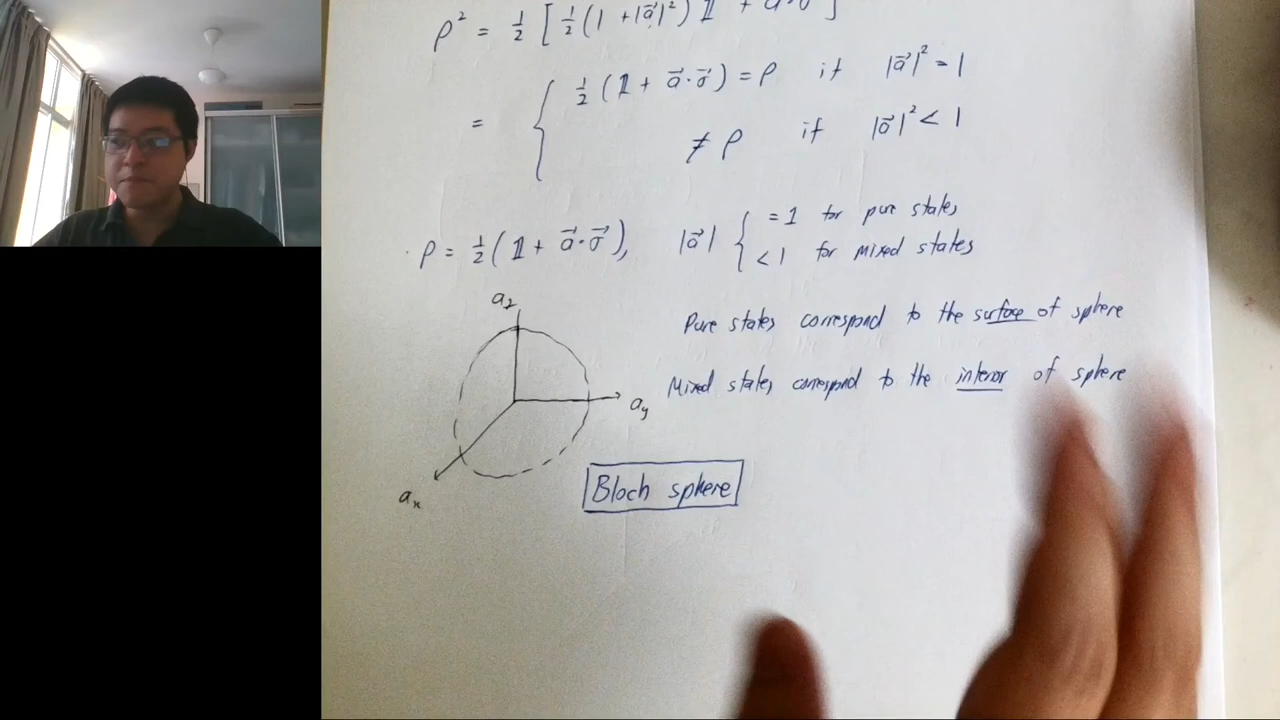 ρ² = ½ [ ½ (1 + |a⃗|²) 𝟙 + a⃗·σ⃗ ]
= { ½ (𝟙 + a⃗·σ⃗) = ρ if |a⃗|² = 1
≠ ρ if |a⃗|² < 1
· ρ = ½ (𝟙 + a⃗·σ⃗), |a⃗| { = 1 for pure states
< 1 for mixed states
a_z
Pure states correspond to the surface of sphere
Mixed states correspond to the interior of sphere
a_y
a_x
Bloch sphere